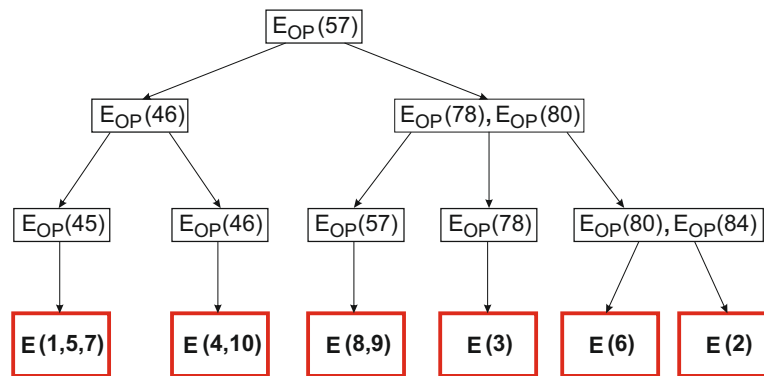 E_OP(57)
E_OP(46) E_OP(78), E_OP(80)
E_OP(45) E_OP(46) E_OP(57) E_OP(78) E_OP(80), E_OP(84)
E (1,5,7) E (4,10) E (8,9) E (3) E (6) E (2)